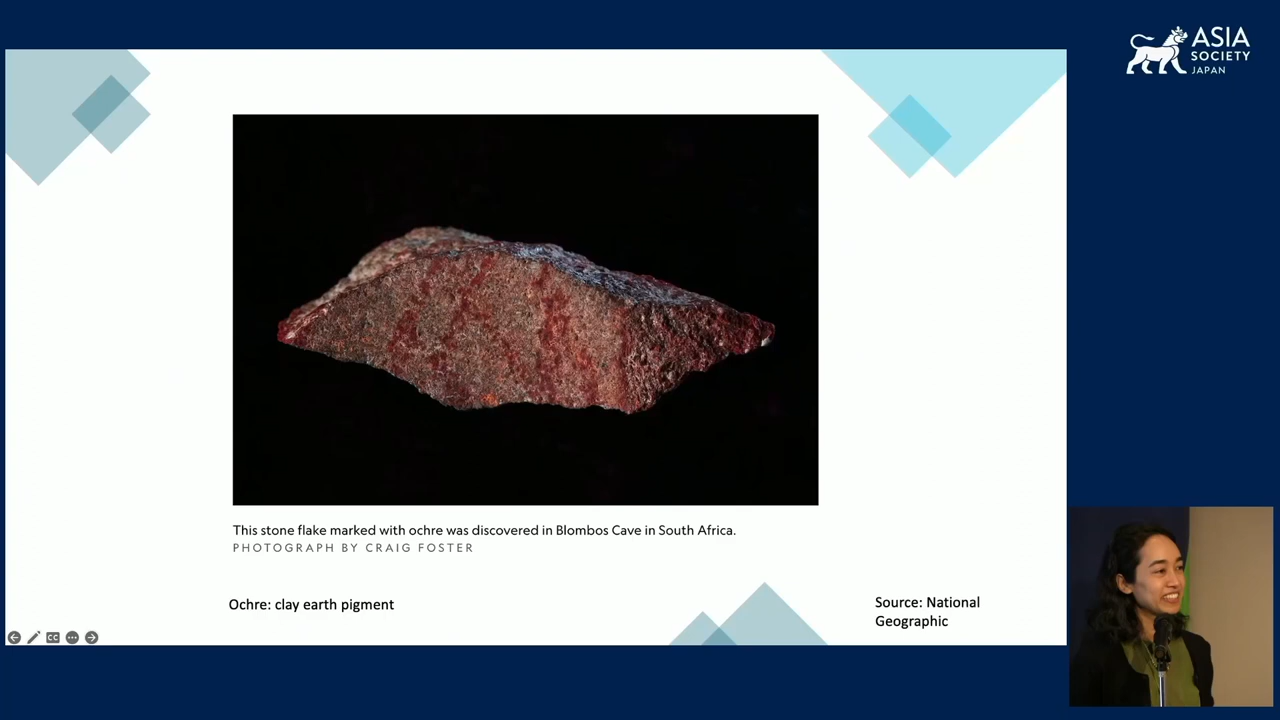 ASIA
SOCIETY
JAPAN
This stone flake marked with ochre was discovered in Blombos Cave in South Africa.
PHOTOGRAPH BY CRAIG FOSTER
Ochre: clay earth pigment
Source: National
Geographic
CC